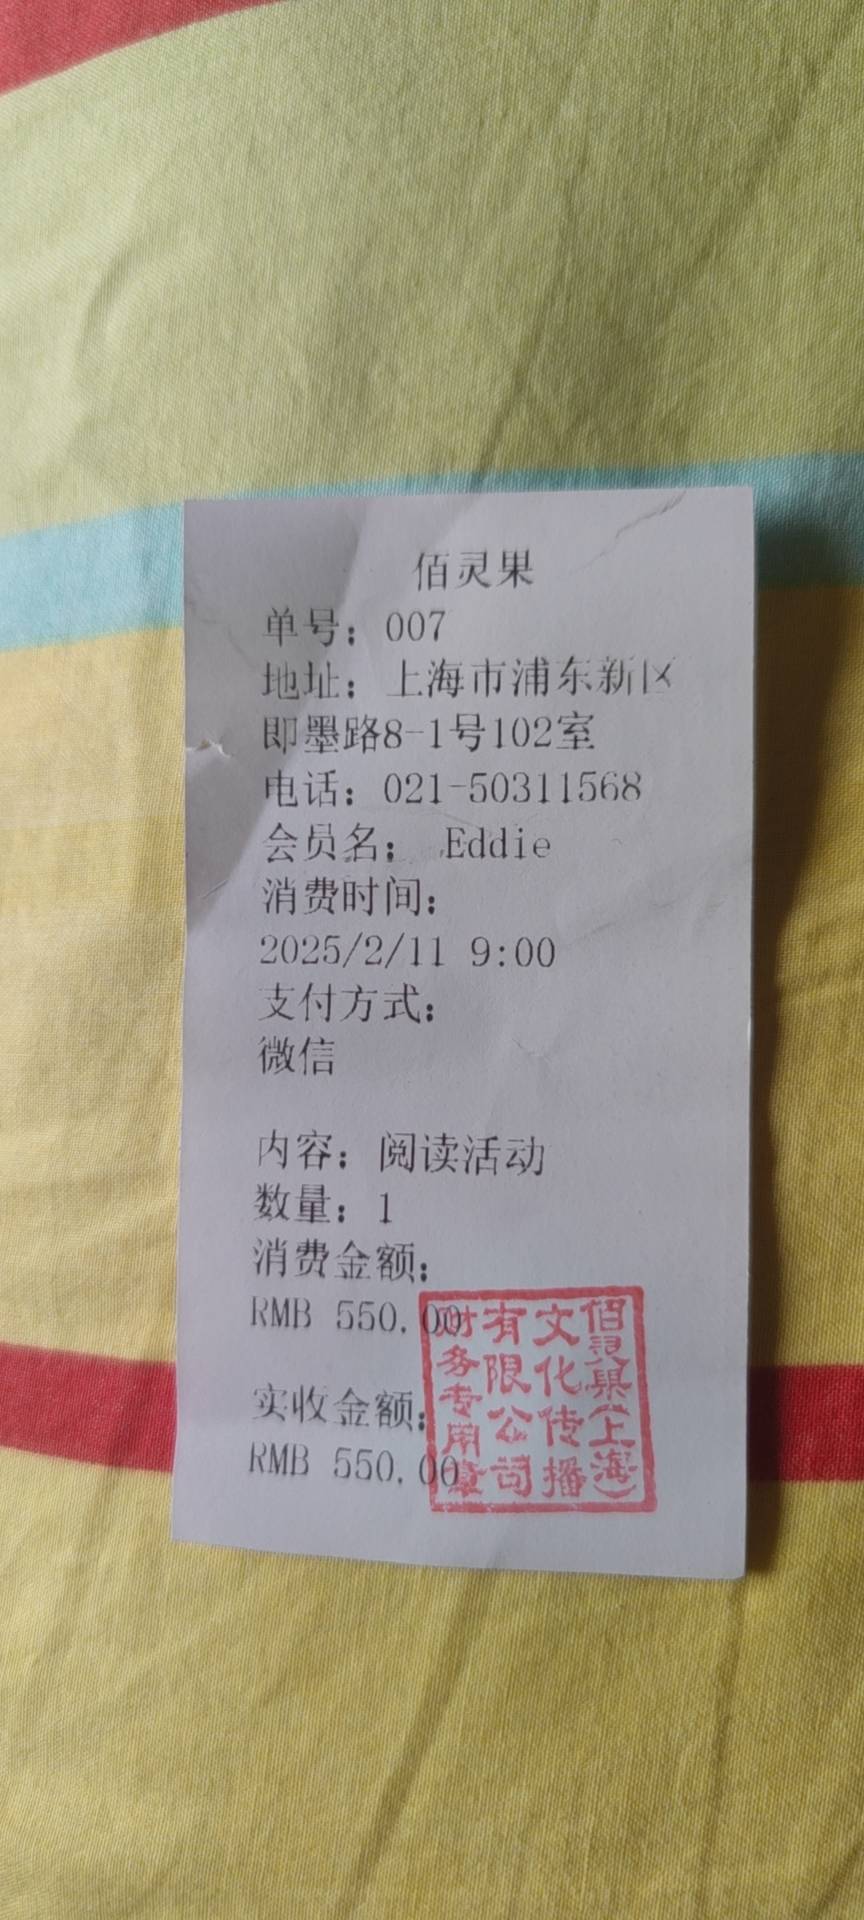 佰灵果
单号：007
地址：上海市浦东新区
即墨路8-1号102室
电话：021-50311568
会员名： Eddie
消费时间：
2025/2/11 9:00
支付方式：
微信
内容：阅读活动
数量：1
消费金额：
RMB 550.00
实收金额：
RMB 550.00
佰灵果(上海)
文化传播
有限公司
财务专用章